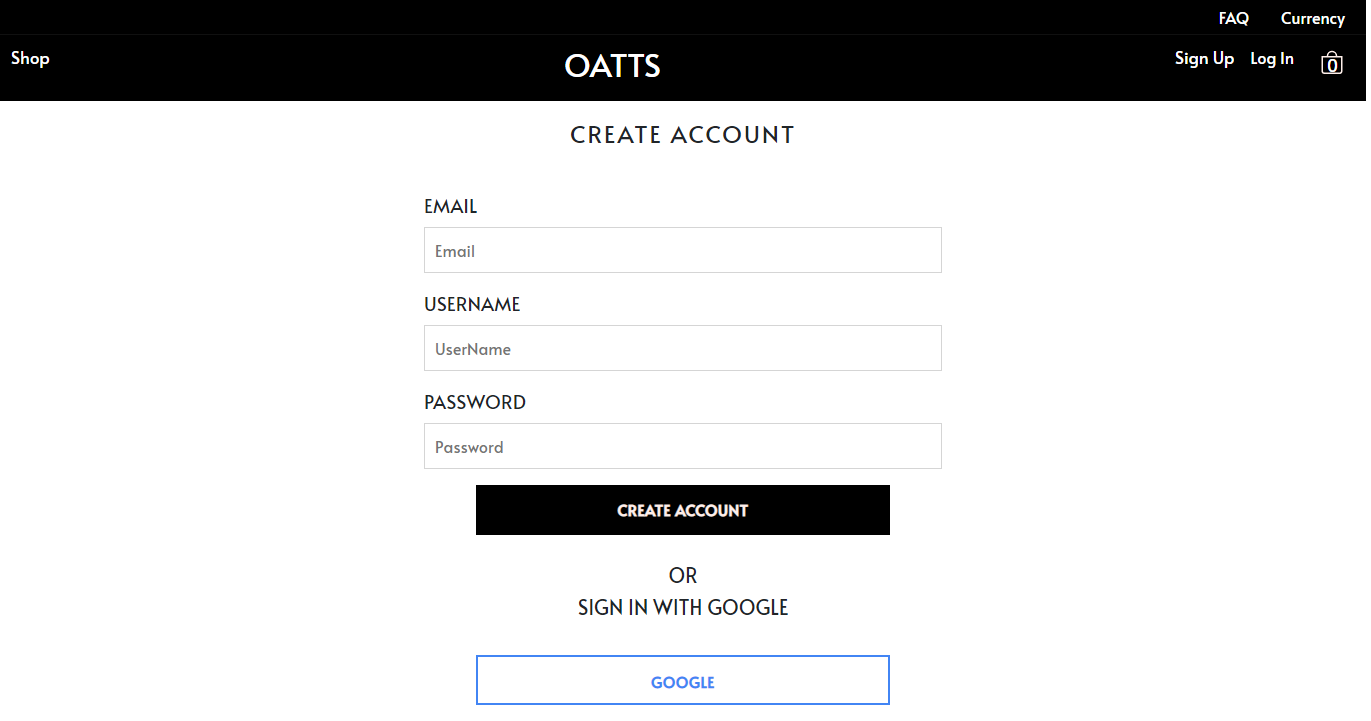 FAQ Currency
Shop OATTS Sign Up Log In 0
CREATE ACCOUNT
EMAIL
Email
USERNAME
UserName
PASSWORD
Password
CREATE ACCOUNT
OR
SIGN IN WITH GOOGLE
GOOGLE